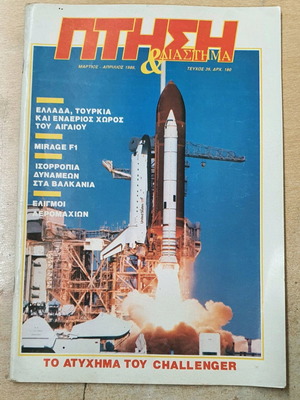 ΠΤΗΣΗ
& ΔΙΑΣΤΗΜΑ
ΜΑΡΤΙΟΣ - ΑΠΡΙΛΙΟΣ 1986,
ΤΕΥΧΟΣ 39, ΔΡΧ. 160
ΕΛΛΑΔΑ, ΤΟΥΡΚΙΑ
ΚΑΙ ΕΝΑΕΡΙΟΣ ΧΩΡΟΣ
ΤΟΥ ΑΙΓΑΙΟΥ
MIRAGE F1
ΙΣΟΡΡΟΠΙΑ
ΔΥΝΑΜΕΩΝ
ΣΤΑ ΒΑΛΚΑΝΙΑ
ΕΛΙΓΜΟΙ
ΑΕΡΟΜΑΧΙΩΝ
ΤΟ ΑΤΥΧΗΜΑ ΤΟΥ CHALLENGER